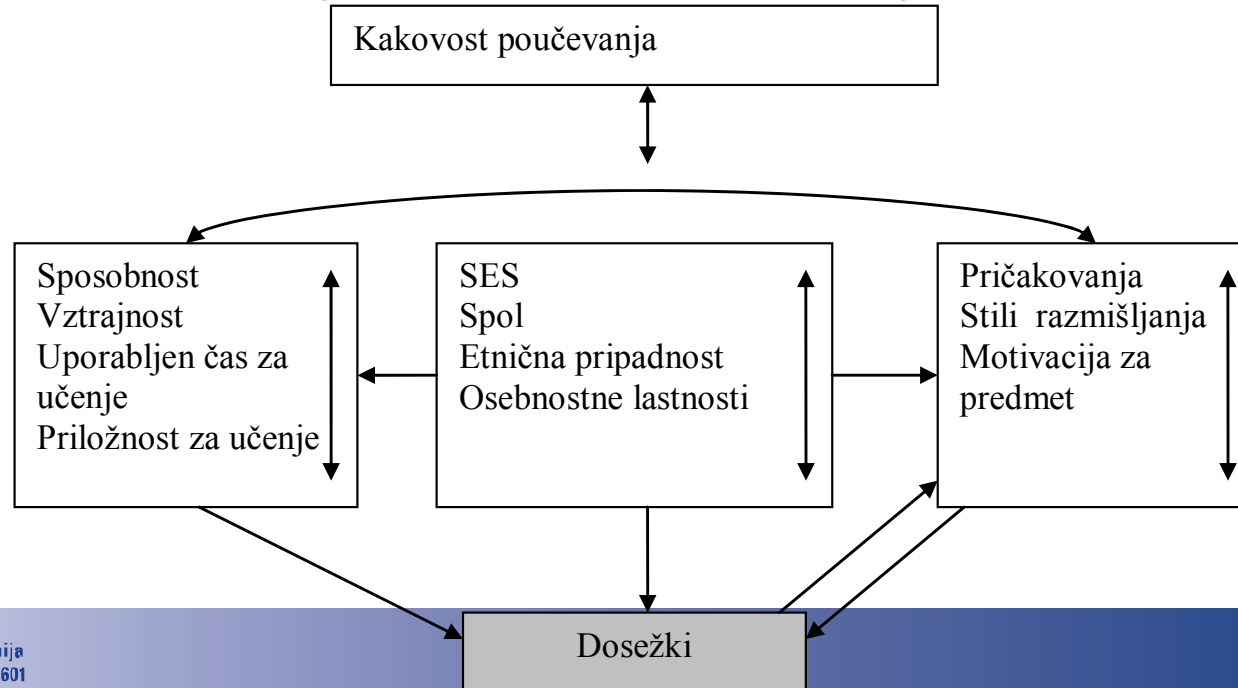 Kakovost poučevanja
Sposobnost
Vztrajnost
Uporabljen čas za
učenje
Priložnost za učenje
SES
Spol
Etnična pripadnost
Osebnostne lastnosti
Pričakovanja
Stili razmišljanja
Motivacija za
predmet
Dosežki
601